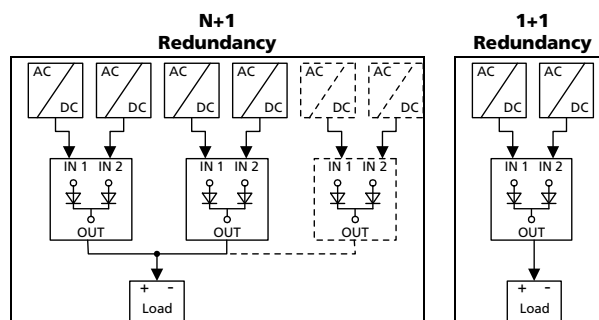 N+1
Redundancy
AC DC AC DC AC DC AC DC AC DC AC DC
IN 1 IN 2 IN 1 IN 2 IN 1 IN 2
OUT OUT OUT
+ -
Load
1+1
Redundancy
AC DC AC DC
IN 1 IN 2
OUT
+ -
Load